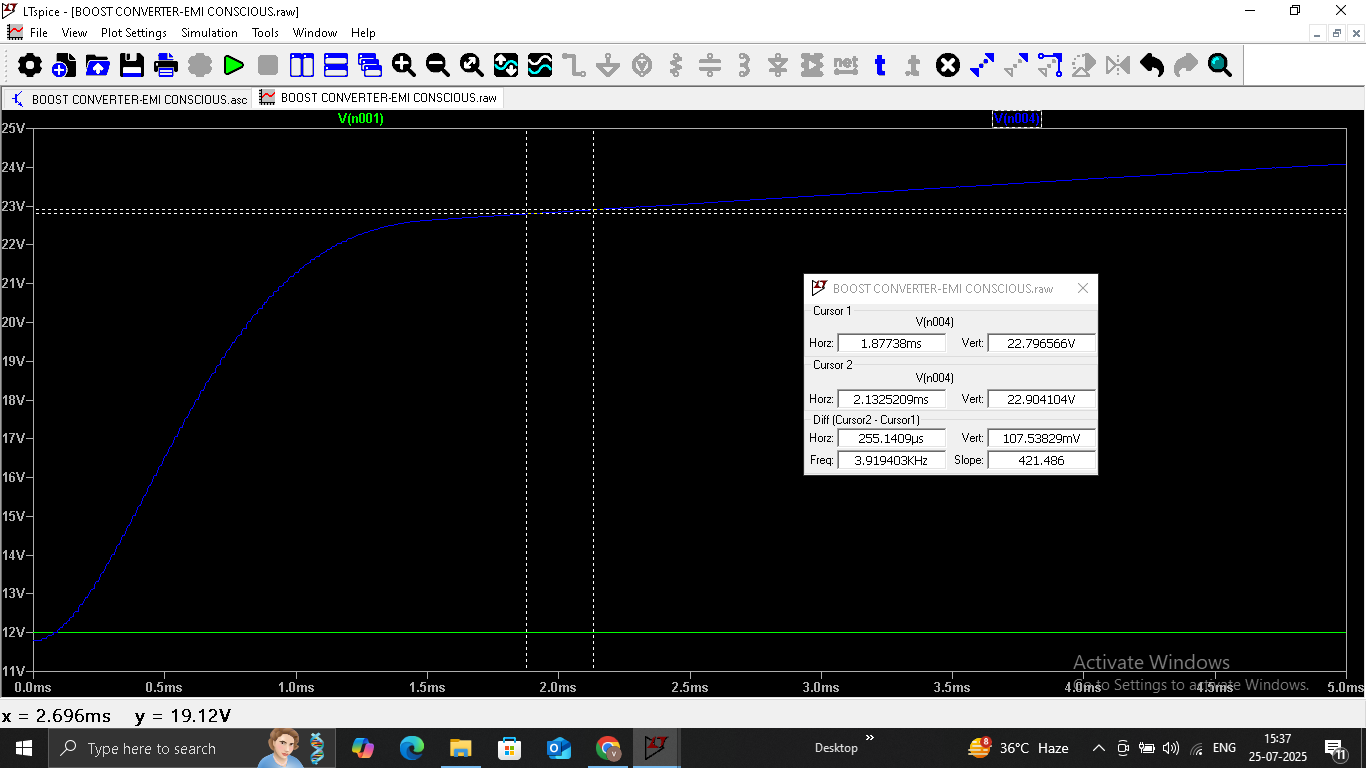 LTspice - [BOOST CONVERTER-EMI CONSCIOUS.raw]
File View Plot Settings Simulation Tools Window Help
net t t
BOOST CONVERTER-EMI CONSCIOUS.asc BOOST CONVERTER-EMI CONSCIOUS.raw
V(n001) V(n004)
25V
24V
23V
22V
21V
20V
19V
18V
17V
16V
15V
14V
13V
12V
11V
0.0ms 0.5ms 1.0ms 1.5ms 2.0ms 2.5ms 3.0ms 3.5ms 4.0ms 4.5ms 5.0ms
BOOST CONVERTER-EMI CONSCIOUS.raw
Cursor 1
V(n004)
Horz: 1.87738ms Vert: 22.796566V
Cursor 2
V(n004)
Horz: 2.1325209ms Vert: 22.904104V
Diff (Cursor2 - Cursor1)
Horz: 255.1409µs Vert: 107.53829mV
Freq: 3.919403KHz Slope: 421.486
Activate Windows
Go to Settings to activate Windows.
x = 2.696ms y = 19.12V
Type here to search
Desktop
8
36°C Haze
ENG
15:37
25-07-2025
11